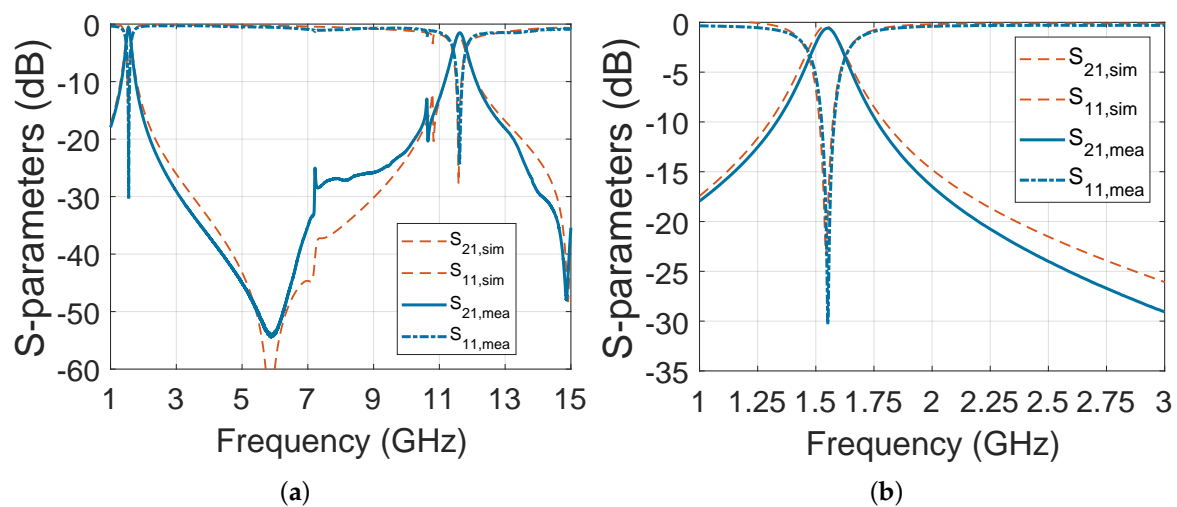 0
-10
-20
-30
-40
-50
-60
S-parameters (dB)
1 3 5 7 9 11 13 15
Frequency (GHz)
S21,sim
S11,sim
S21,mea
S11,mea
(a)
0
-5
-10
-15
-20
-25
-30
-35
S-parameters (dB)
1 1.25 1.5 1.75 2 2.25 2.5 2.75 3
Frequency (GHz)
S21,sim
S11,sim
S21,mea
S11,mea
(b)